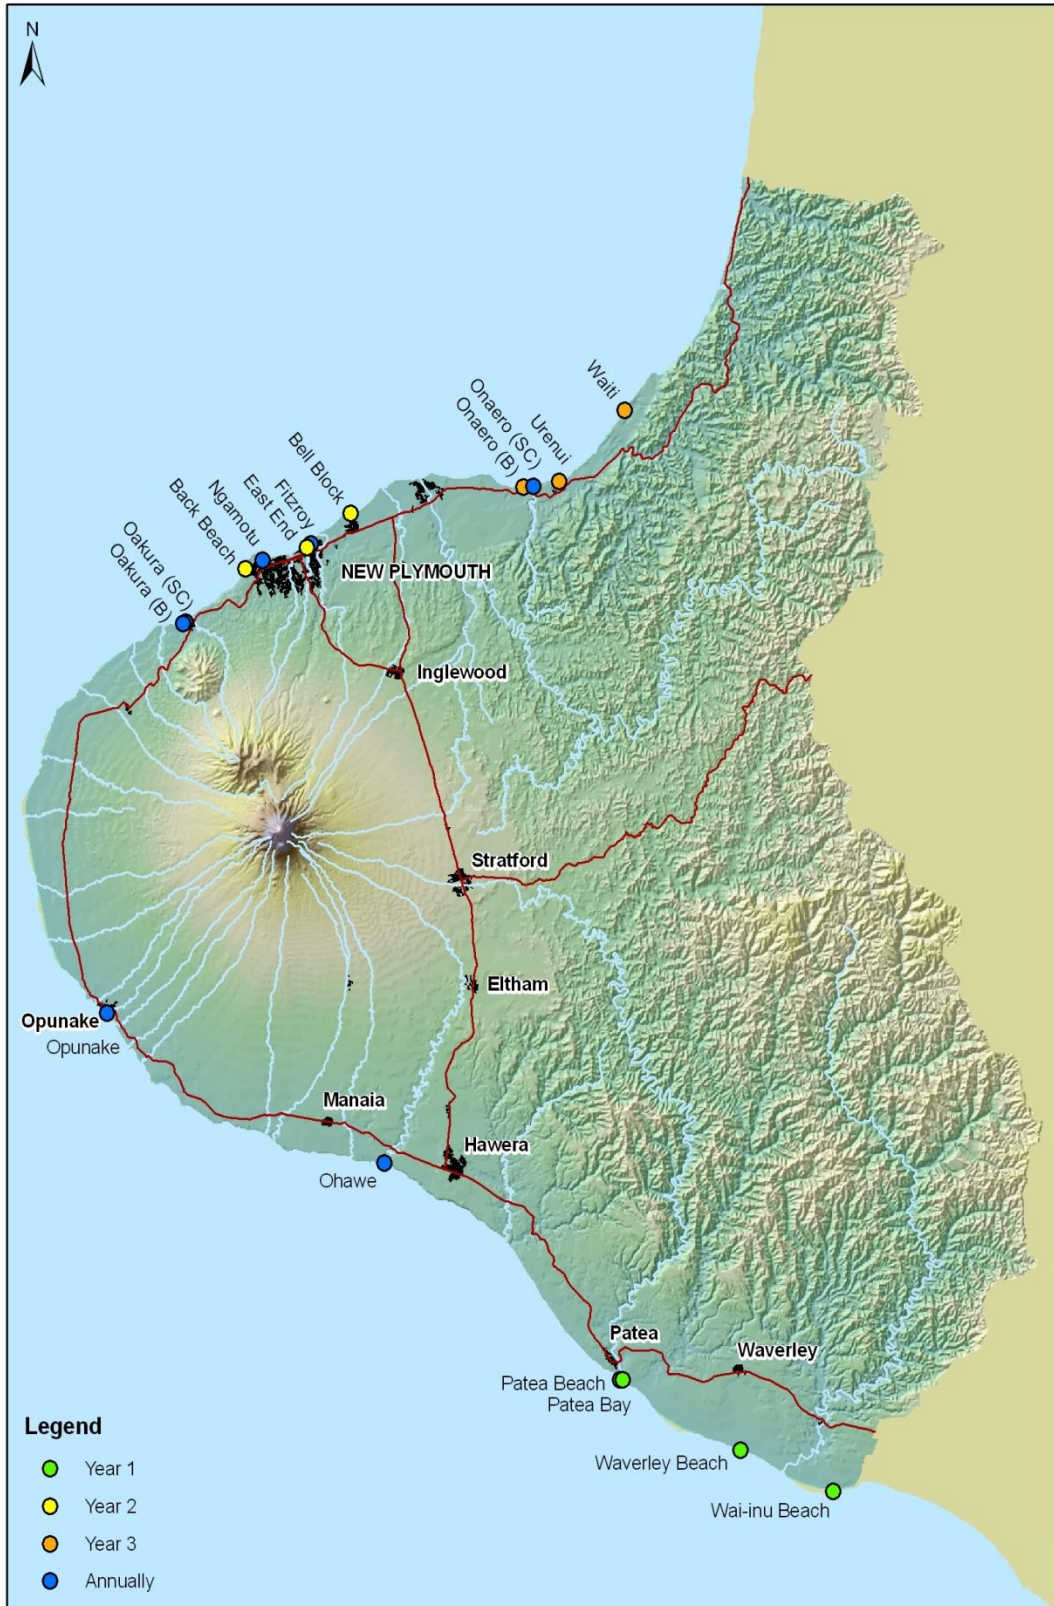 N
Waiti
Urenui
Onaero (SC)
Onaero (B)
Bell Block
Fitzroy
East End
Ngamotu
Back Beach
Oakura (SC)
Oakura (B)
NEW PLYMOUTH
Inglewood
Stratford
Eltham
Opunake
Opunake
Manaia
Hawera
Ohawe
Patea
Waverley
Patea Beach
Patea Bay
Waverley Beach
Wai-inu Beach
Legend
Year 1
Year 2
Year 3
Annually